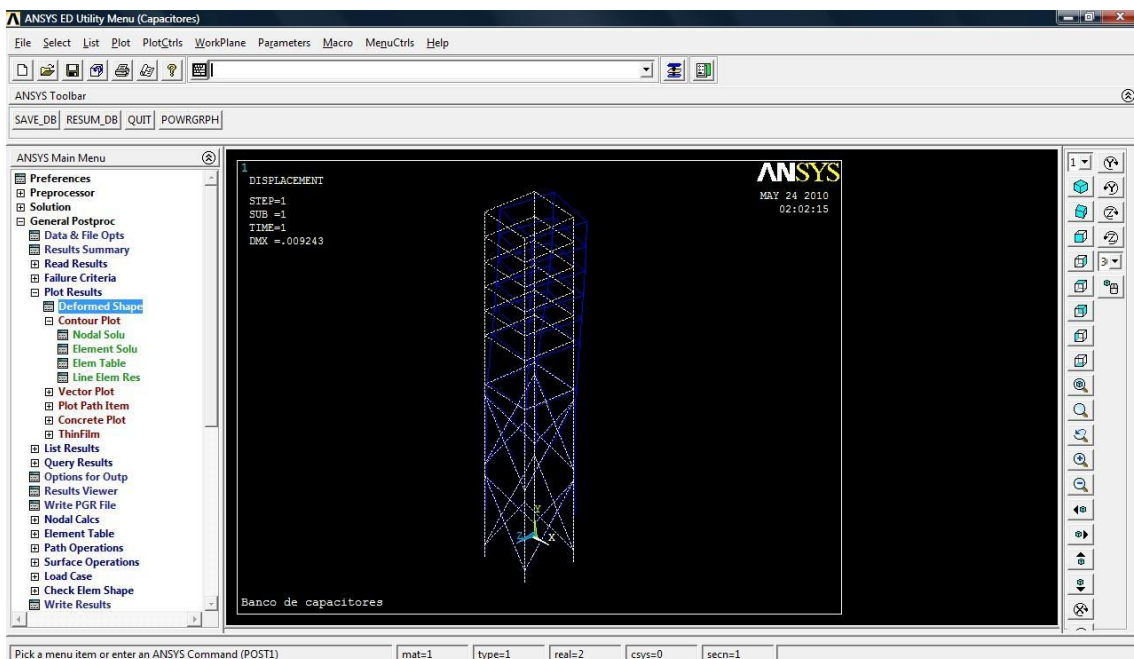 ANSYS ED Utility Menu (Capacitores)
File Select List Plot PlotCtrls WorkPlane Parameters Macro MenuCtrls Help
ANSYS Toolbar
SAVE_DB RESUM_DB QUIT POWRGRPH
ANSYS Main Menu
Preferences
Preprocessor
Solution
General Postproc
Data & File Opts
Results Summary
Read Results
Failure Criteria
Plot Results
Deformed Shape
Contour Plot
Nodal Solu
Element Solu
Elem Table
Line Elem Res
Vector Plot
Plot Path Item
Concrete Plot
ThinFilm
List Results
Query Results
Options for Outp
Results Viewer
Write PGR File
Nodal Calcs
Element Table
Path Operations
Surface Operations
Load Case
Check Elem Shape
Write Results
1
DISPLACEMENT
STEP=1
SUB =1
TIME=1
DMX =.009243
ANSYS
MAY 24 2010
02:02:15
Y
Z X
Banco de capacitores
1
3
Pick a menu item or enter an ANSYS Command (POST1) mat=1 type=1 real=2 csys=0 secn=1